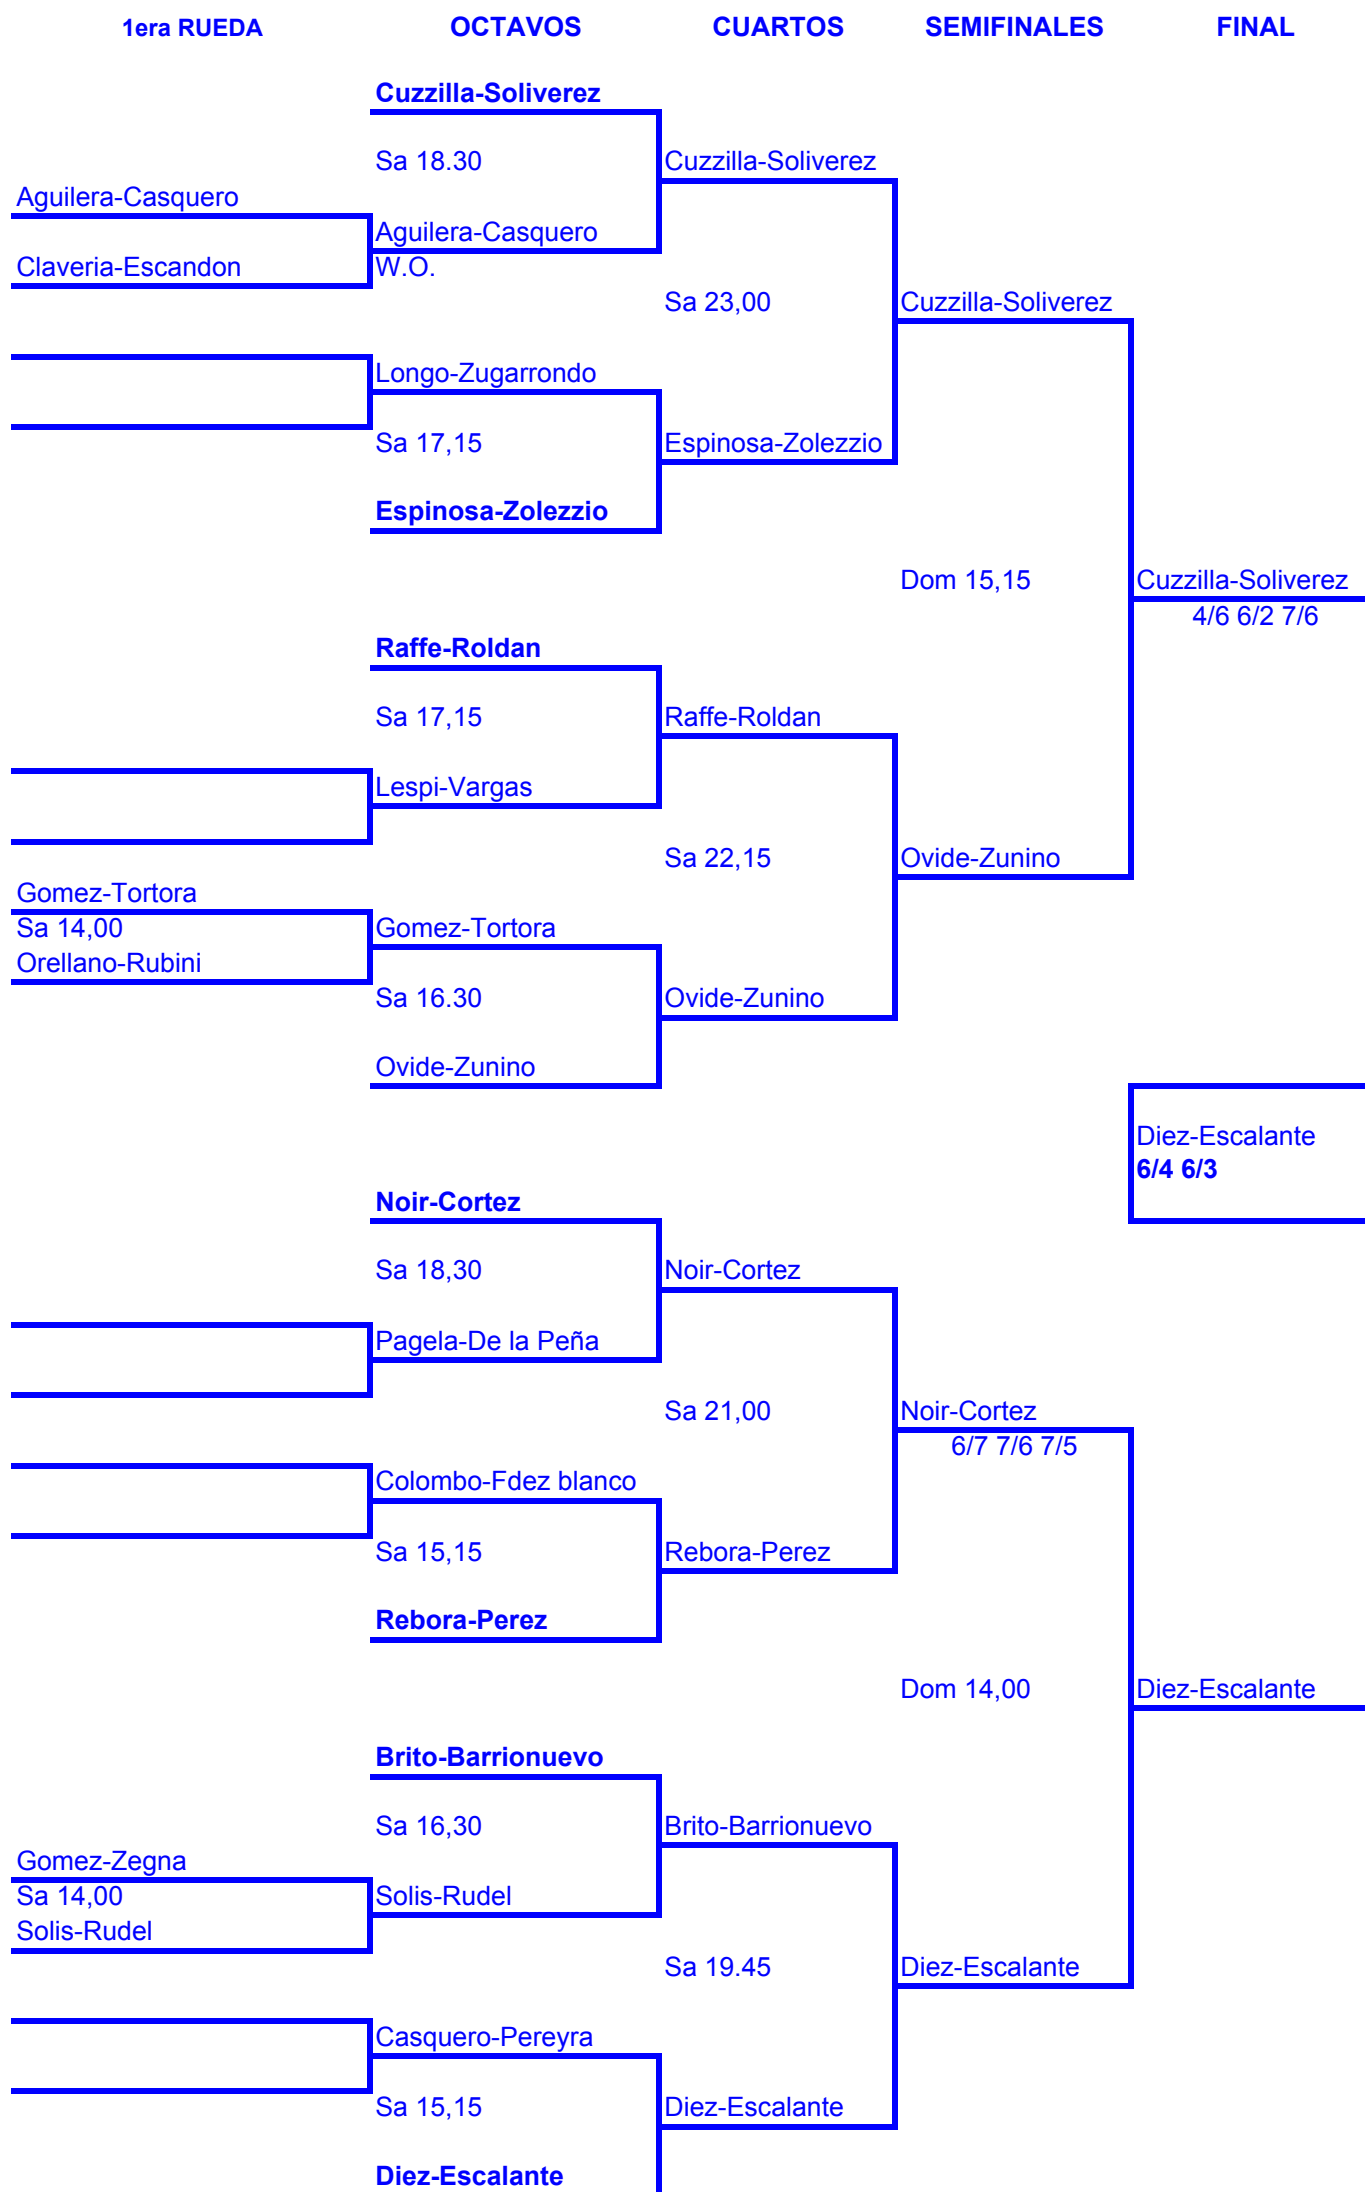 1era RUEDA OCTAVOS CUARTOS SEMIFINALES FINAL
Cuzzilla-Soliverez
Sa 18.30 Cuzzilla-Soliverez
Aguilera-Casquero
Aguilera-Casquero
Claveria-Escandon W.O.
Sa 23,00 Cuzzilla-Soliverez
Longo-Zugarrondo
Sa 17,15 Espinosa-Zolezzio
Espinosa-Zolezzio
Dom 15,15 Cuzzilla-Soliverez
4/6 6/2 7/6
Raffe-Roldan
Sa 17,15 Raffe-Roldan
Lespi-Vargas
Sa 22,15 Ovide-Zunino
Gomez-Tortora
Sa 14,00 Gomez-Tortora
Orellano-Rubini
Sa 16.30 Ovide-Zunino
Ovide-Zunino
Diez-Escalante
6/4 6/3
Noir-Cortez
Sa 18,30 Noir-Cortez
Pagela-De la Peña
Sa 21,00 Noir-Cortez
6/7 7/6 7/5
Colombo-Fdez blanco
Sa 15,15 Rebora-Perez
Rebora-Perez
Dom 14,00 Diez-Escalante
Brito-Barrionuevo
Sa 16,30 Brito-Barrionuevo
Gomez-Zegna
Sa 14,00 Solis-Rudel
Solis-Rudel
Sa 19.45 Diez-Escalante
Casquero-Pereyra
Sa 15,15 Diez-Escalante
Diez-Escalante